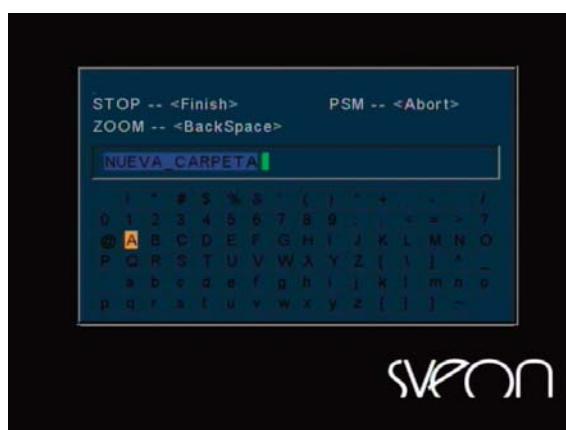 STOP -- <Finish> PSM -- <Abort>
ZOOM -- <BackSpace>
NUEVA_CARPETA
! " # $ % & ' ( ) * + , - . /
0 1 2 3 4 5 6 7 8 9 : ; < = > ?
@ A B C D E F G H I J K L M N O
P Q R S T U V W X Y Z [ \ ] ^ _
a b c d e f g h i j k l m n o
p q r s t u v w x y z { | } ~
sveon